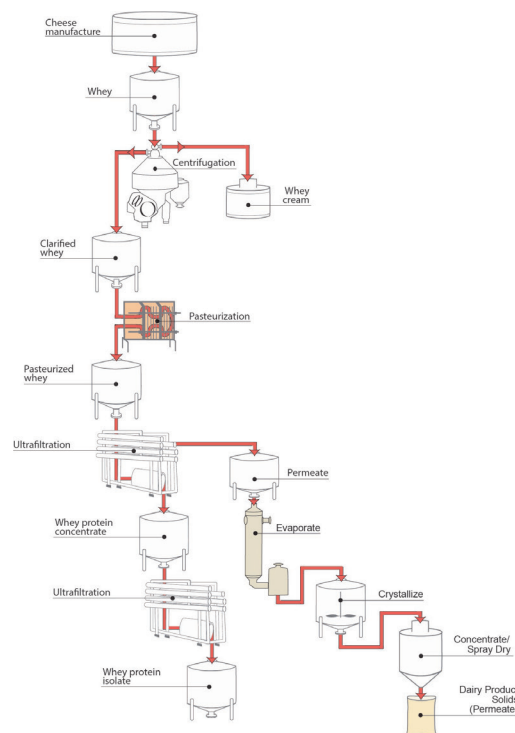 Cheese
manufacture
Whey
Centrifugation
Whey
cream
Clarified
whey
Pasteurization
Pasteurized
whey
Ultrafiltration
Permeate
Whey protein
concentrate
Evaporate
Ultrafiltration
Crystallize
Concentrate/
Spray Dry
Whey protein
isolate
Dairy Produc
Solids
(Permeate